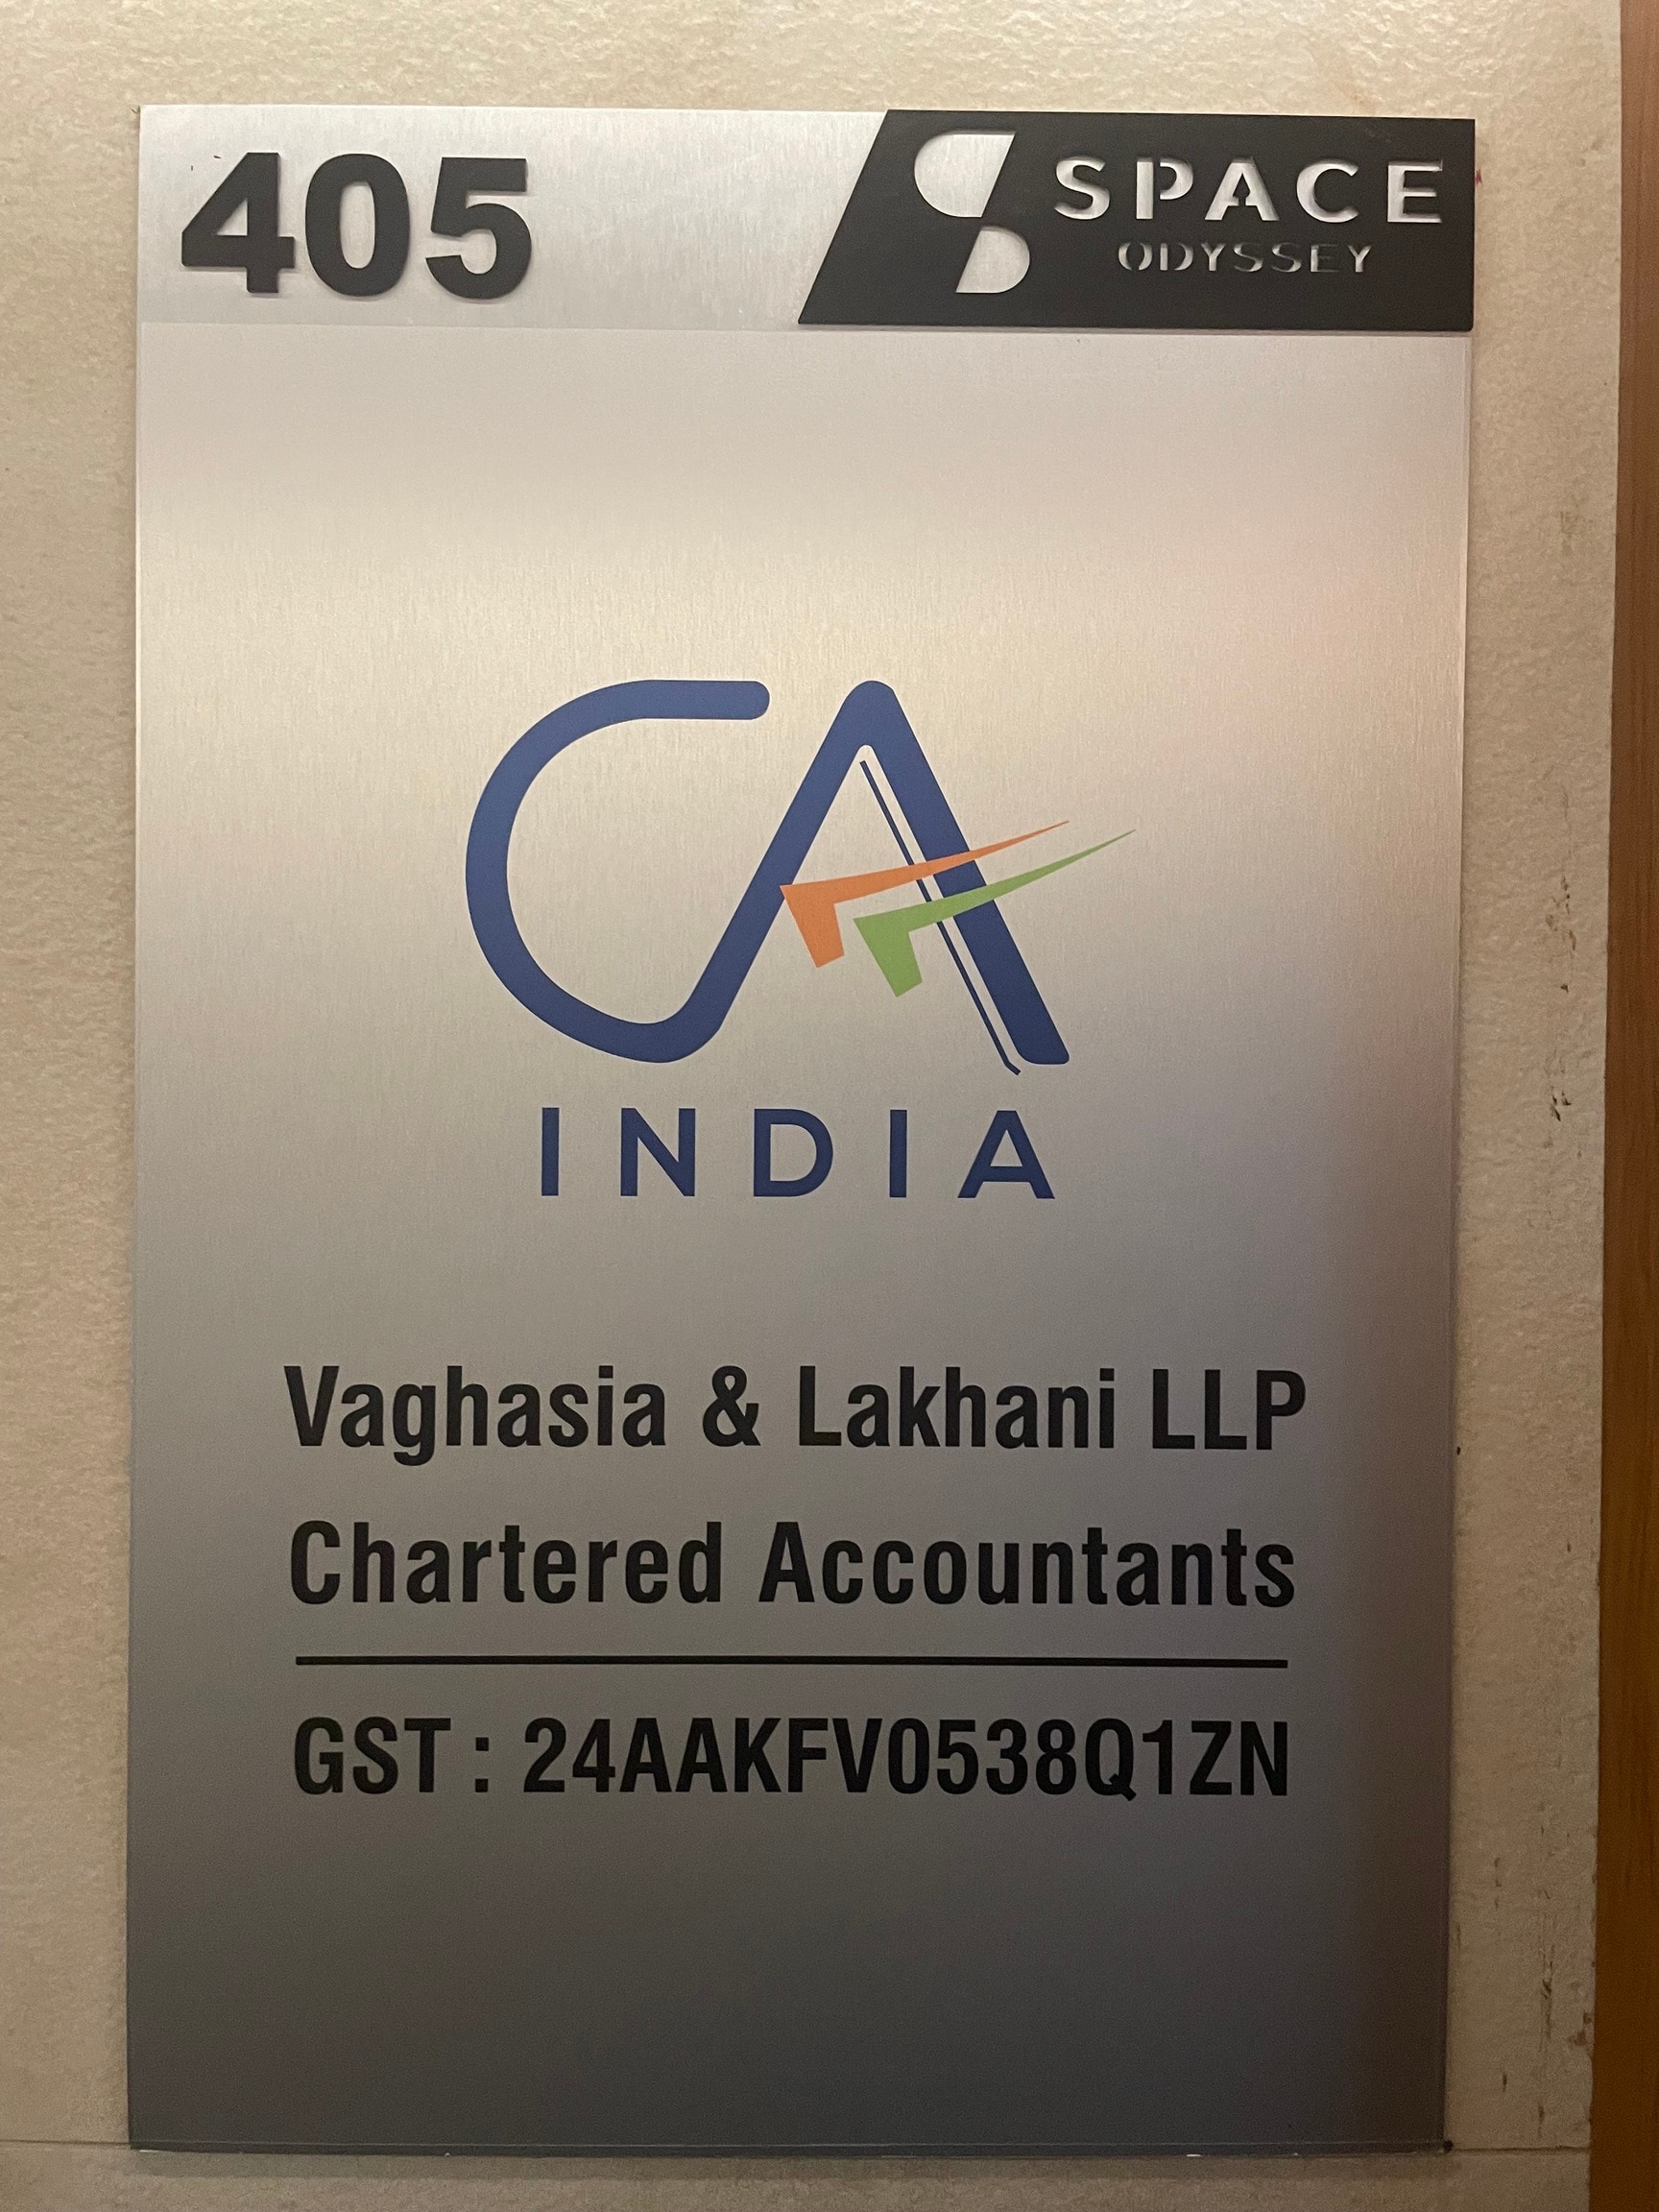 405
SPACE
ODYSSEY
CA
INDIA
Vaghasia & Lakhani LLP
Chartered Accountants
GST : 24AAKFV0538Q1ZN